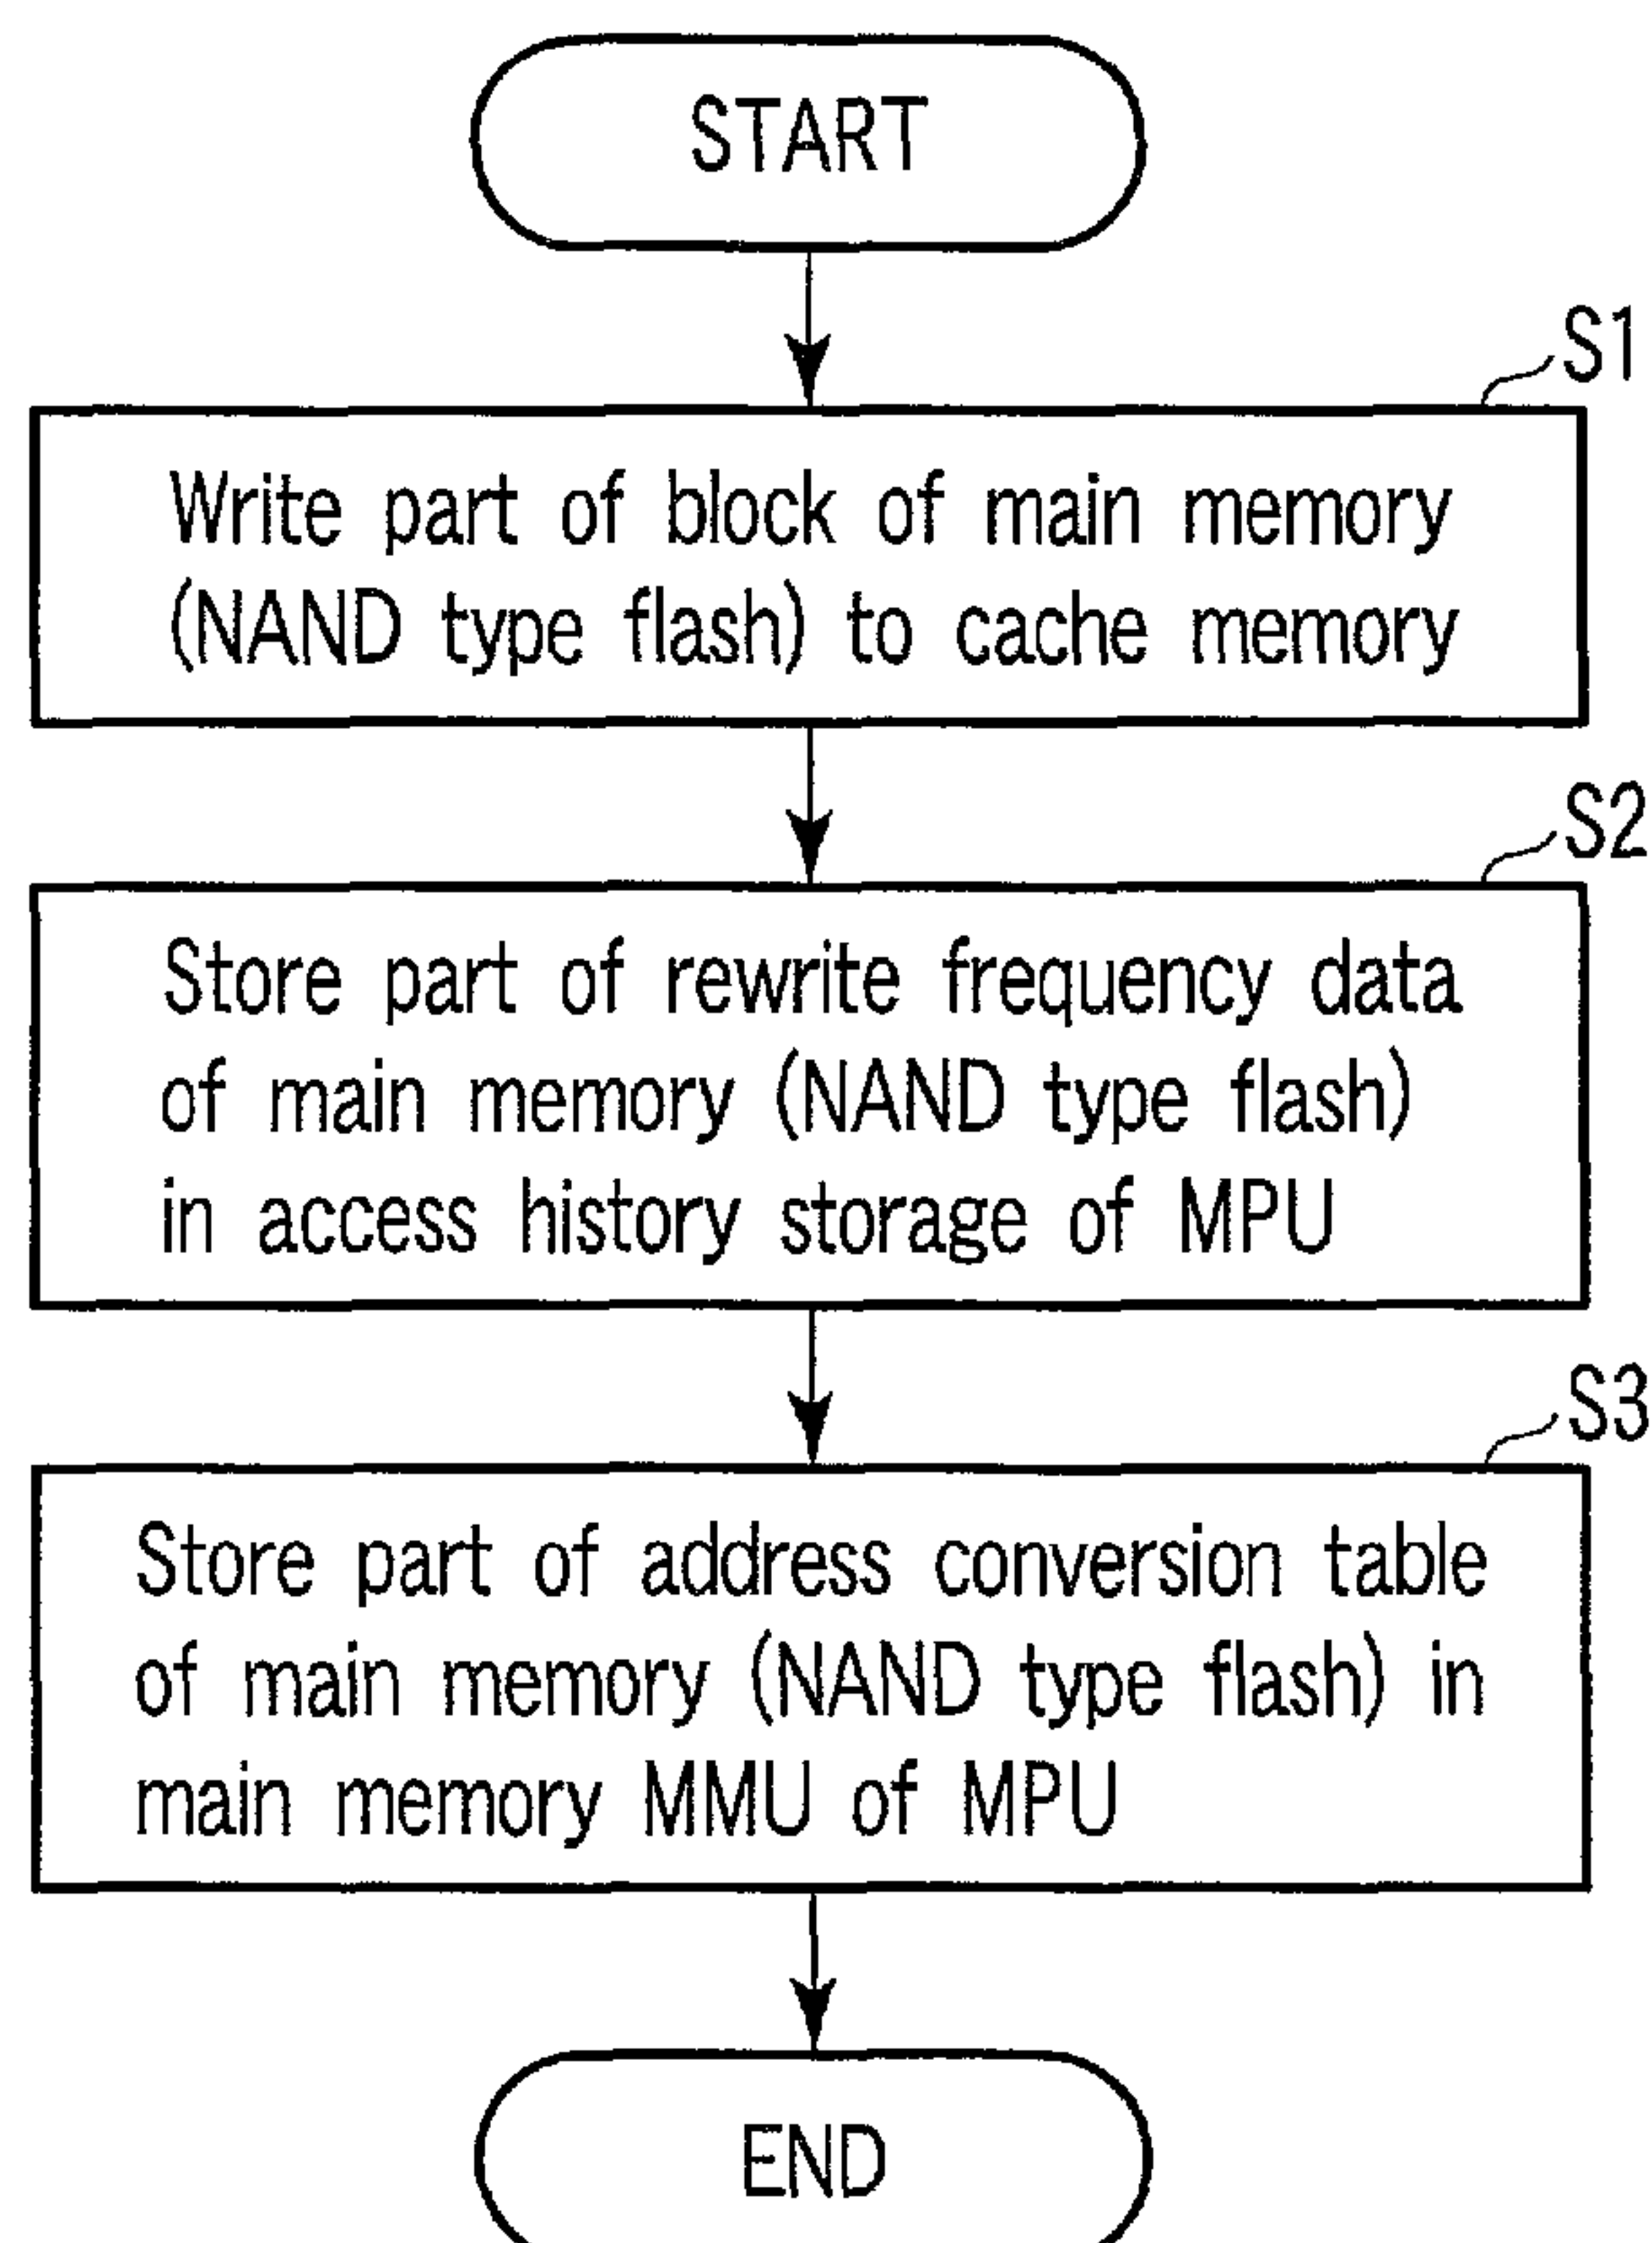 START
S1
Write part of block of main memory
(NAND type flash) to cache memory
S2
Store part of rewrite frequency data
of main memory (NAND type flash)
in access history storage of MPU
S3
Store part of address conversion table
of main memory (NAND type flash) in
main memory MMU of MPU
END